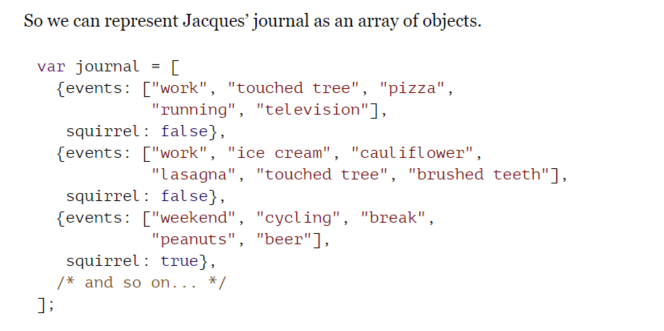 So we can represent Jacques’ journal as an array of objects.
var journal = [
  {events: ["work", "touched tree", "pizza",
            "running", "television"],
   squirrel: false},
  {events: ["work", "ice cream", "cauliflower",
            "lasagna", "touched tree", "brushed teeth"],
   squirrel: false},
  {events: ["weekend", "cycling", "break",
            "peanuts", "beer"],
   squirrel: true},
  /* and so on... */
];